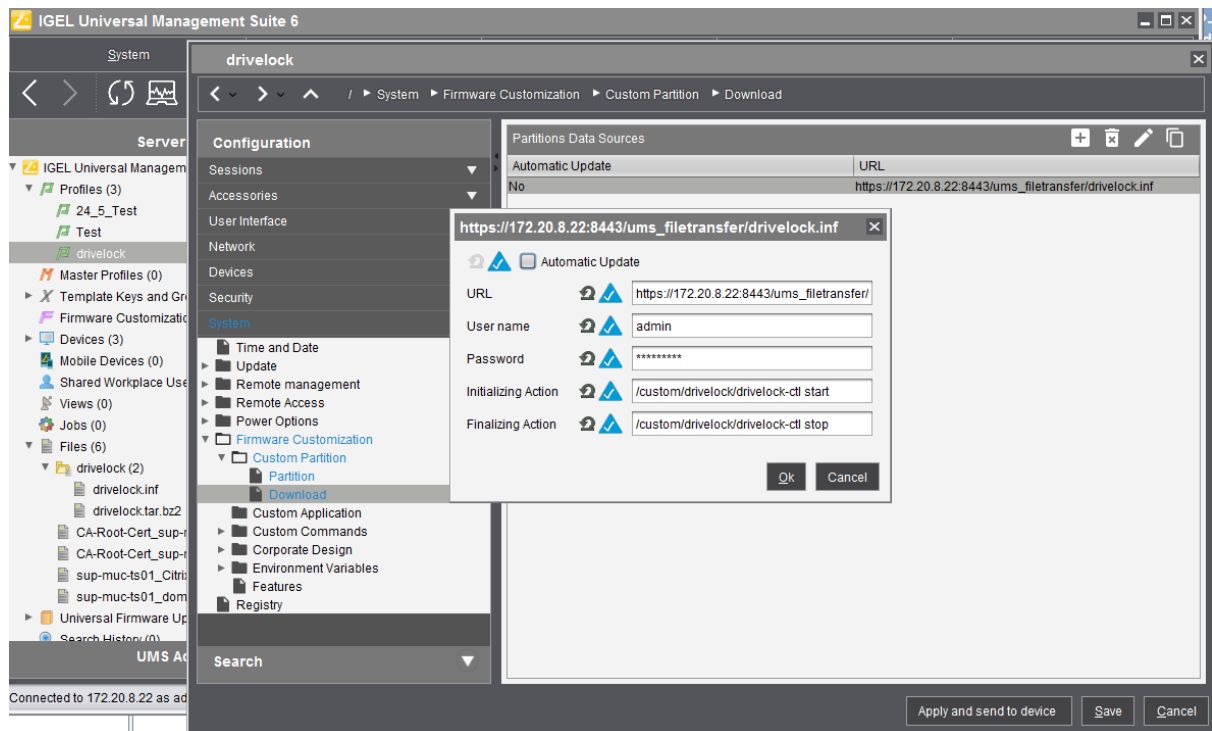 IGEL Universal Management Suite 6
System
drivelock
/ System Firmware Customization Custom Partition Download
Server
IGEL Universal Managem
Profiles (3)
24_5_Test
Test
drivelock
Master Profiles (0)
Template Keys and Gr
Firmware Customizatio
Devices (3)
Mobile Devices (0)
Shared Workplace Use
Views (0)
Jobs (0)
Files (6)
drivelock (2)
drivelock.inf
drivelock.tar.bz2
CA-Root-Cert_sup-
CA-Root-Cert_sup-
sup-muc-ts01_Citri
sup-muc-ts01_dom
Universal Firmware Up
Search History (0)
UMS Ad
Connected to 172.20.8.22 as ad
Configuration
Sessions
Accessories
User Interface
Network
Devices
Security
System
Time and Date
Update
Remote management
Remote Access
Power Options
Firmware Customization
Custom Partition
Partition
Download
Custom Application
Custom Commands
Corporate Design
Environment Variables
Features
Registry
Search
Partitions Data Sources
Automatic Update URL
No https://172.20.8.22:8443/ums_filetransfer/drivelock.inf
https://172.20.8.22:8443/ums_filetransfer/drivelock.inf
Automatic Update
URL https://172.20.8.22:8443/ums_filetransfer/
User name admin
Password *********
Initializing Action /custom/drivelock/drivelock-ctl start
Finalizing Action /custom/drivelock/drivelock-ctl stop
Ok Cancel
Apply and send to device Save Cancel